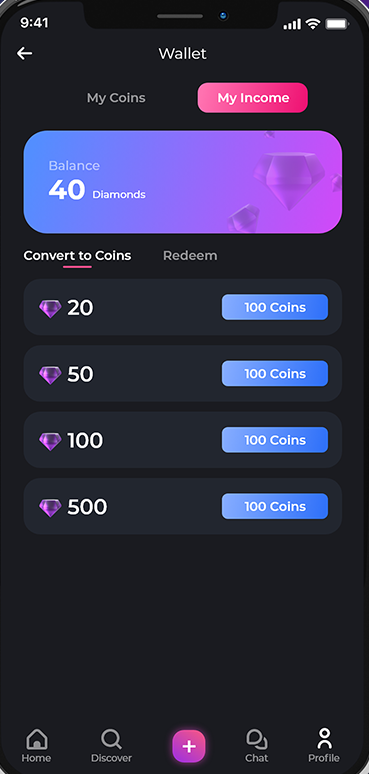 9:41
Wallet
My Coins
My Income
Balance
40 Diamonds
Convert to Coins
Redeem
20
100 Coins
50
100 Coins
100
100 Coins
500
100 Coins
Home
Discover
Chat
Profile